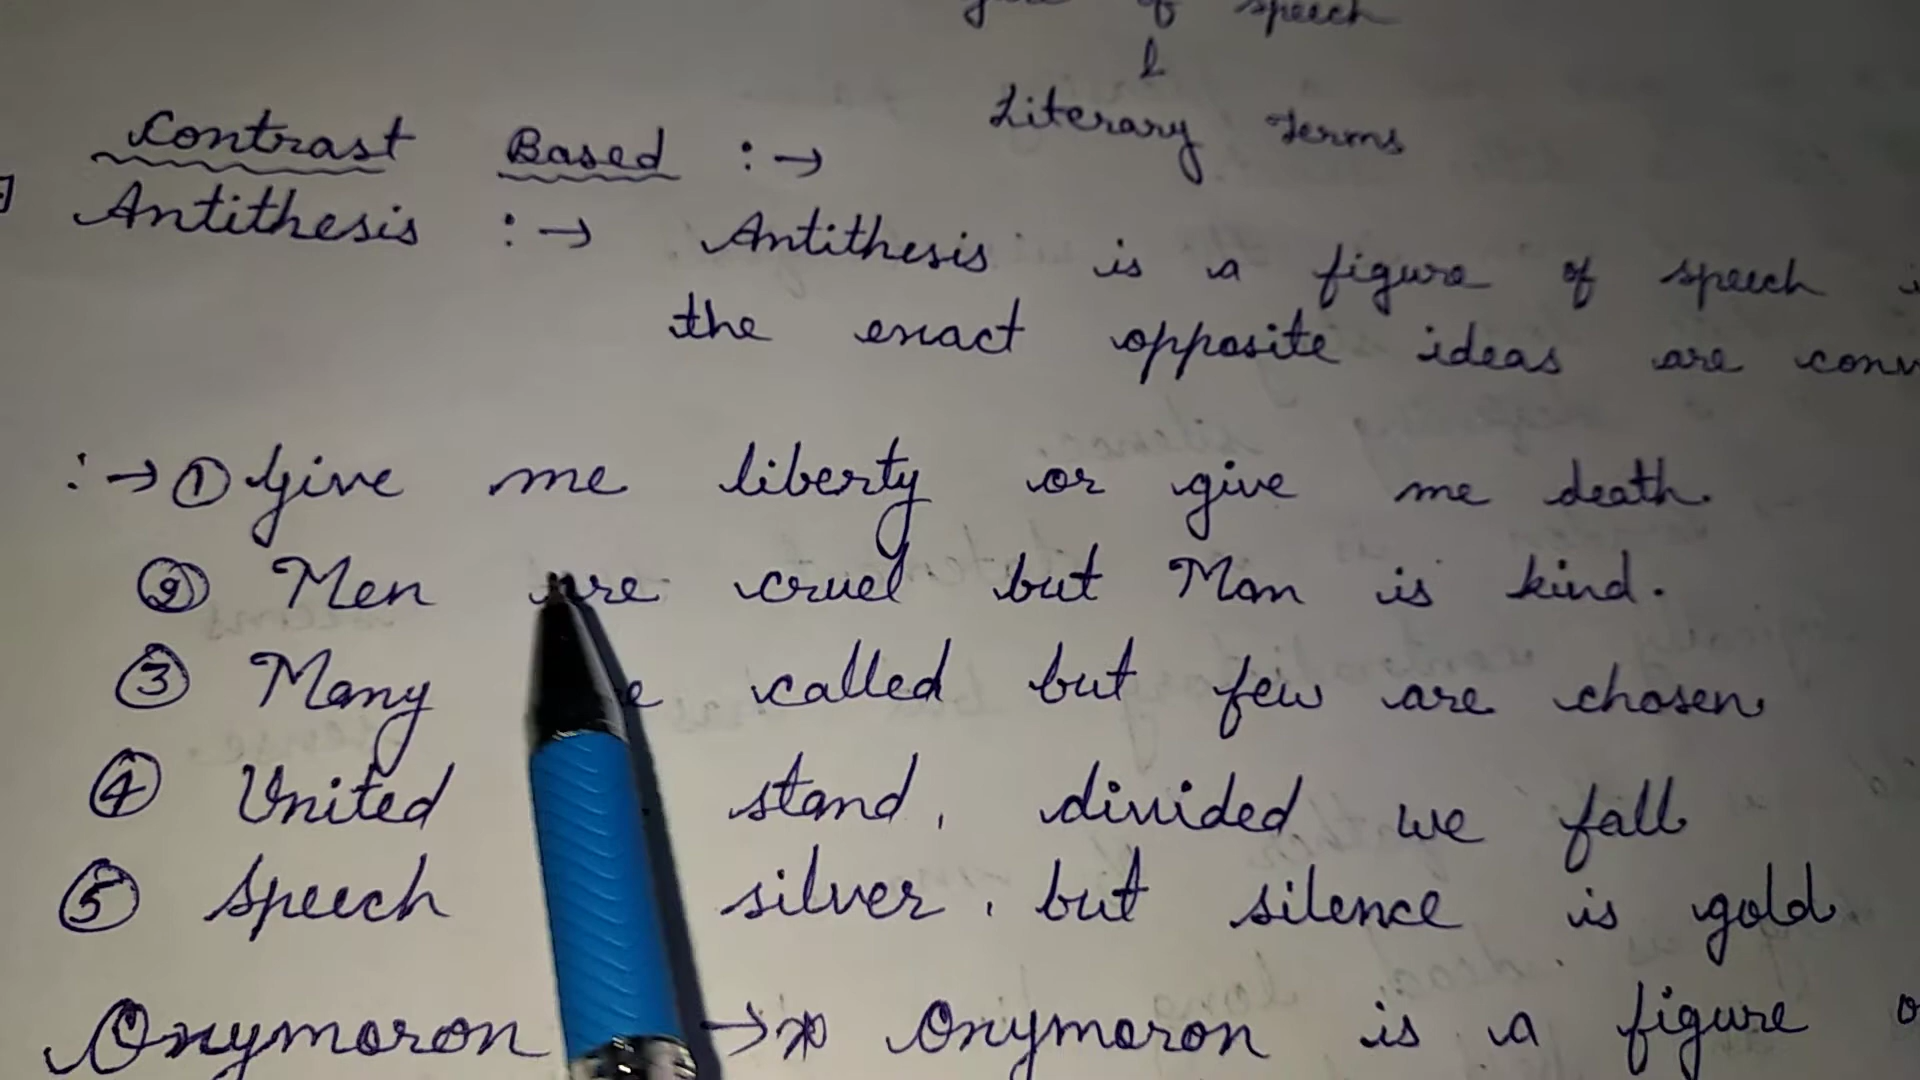 of speech
&
Literary Terms
Contrast Based :→
Antithesis :→ Antithesis is a figure of speech
the exact opposite ideas are
:→ ① Give me liberty or give me death.
② Men are cruel but Man is kind.
③ Many called but few are chosen
④ United stand, divided we fall
⑤ Speech silver, but silence is gold
Oxymoron → Oxymoron is a figure